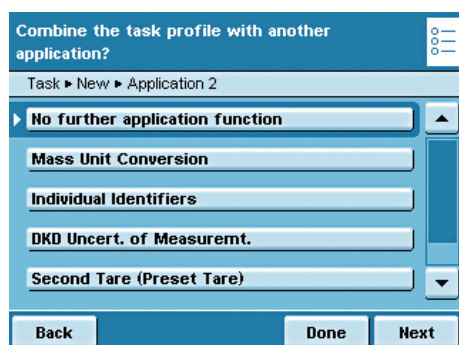 Combine the task profile with another
application?
Task ▸ New ▸ Application 2
No further application function
Mass Unit Conversion
Individual Identifiers
DKD Uncert. of Measuremt.
Second Tare (Preset Tare)
Back Done Next